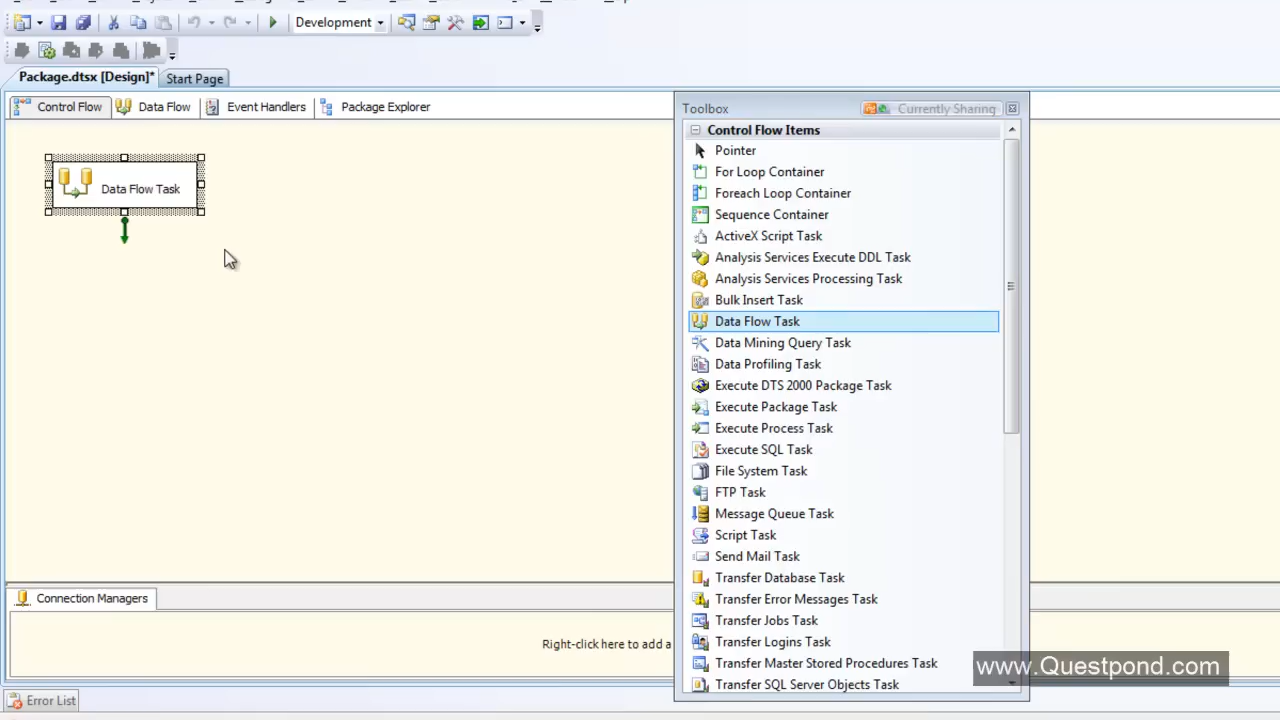 Development
Package.dtsx [Design]*
Start Page
Control Flow
Data Flow
Event Handlers
Package Explorer
Data Flow Task
Toolbox
Currently Sharing
Control Flow Items
Pointer
For Loop Container
Foreach Loop Container
Sequence Container
ActiveX Script Task
Analysis Services Execute DDL Task
Analysis Services Processing Task
Bulk Insert Task
Data Flow Task
Data Mining Query Task
Data Profiling Task
Execute DTS 2000 Package Task
Execute Package Task
Execute Process Task
Execute SQL Task
File System Task
FTP Task
Message Queue Task
Script Task
Send Mail Task
Transfer Database Task
Transfer Error Messages Task
Transfer Jobs Task
Transfer Logins Task
Transfer Master Stored Procedures Task
Transfer SQL Server Objects Task
Connection Managers
Right-click here to add a
www.Questpond.com
Error List